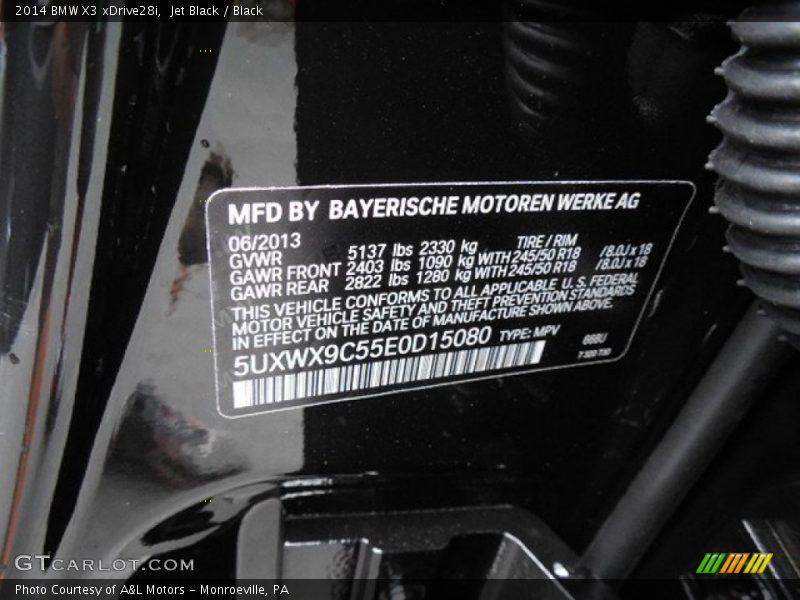 2014 BMW X3 xDrive28i, Jet Black / Black
MFD BY BAYERISCHE MOTOREN WERKE AG
06/2013 TIRE / RIM
GVWR 5137 lbs 2330 kg
GAWR FRONT 2403 lbs 1090 kg WITH 245/50 R18 /8.0J x 18
GAWR REAR 2822 lbs 1280 kg WITH 245/50 R18 /8.0J x 18
THIS VEHICLE CONFORMS TO ALL APPLICABLE U.S. FEDERAL
MOTOR VEHICLE SAFETY AND THEFT PREVENTION STANDARDS
IN EFFECT ON THE DATE OF MANUFACTURE SHOWN ABOVE.
5UXWX9C55E0D15080 TYPE: MPV
GTCARLOT.COM
Photo Courtesy of A&L Motors - Monroeville, PA